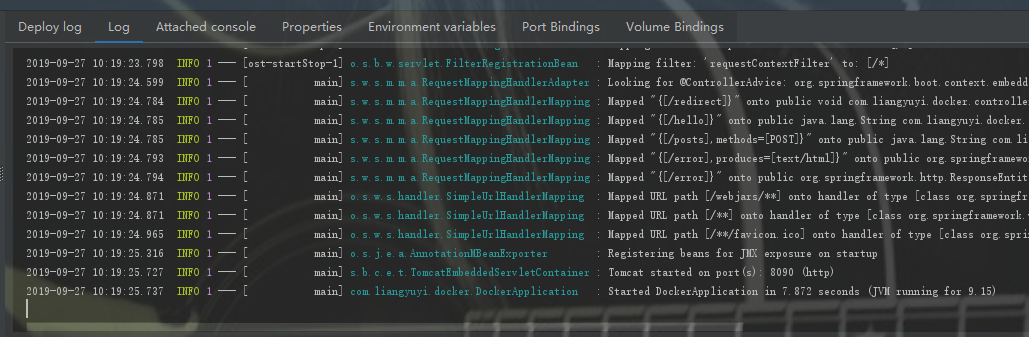 Deploy log Log Attached console Properties Environment variables Port Bindings Volume Bindings
2019-09-27 10:19:23.798 INFO 1 --- [ost-startStop-1] o.s.b.w.servlet.FilterRegistrationBean : Mapping filter: 'requestContextFilter' to: [/*]
2019-09-27 10:19:24.599 INFO 1 --- [ main] s.w.s.m.m.a.RequestMappingHandlerAdapter : Looking for @ControllerAdvice: org.springframework.boot.context.embedd
2019-09-27 10:19:24.784 INFO 1 --- [ main] s.w.s.m.m.a.RequestMappingHandlerMapping : Mapped "{[/redirect]}" onto public void com.liangyuyi.docker.controlle
2019-09-27 10:19:24.785 INFO 1 --- [ main] s.w.s.m.m.a.RequestMappingHandlerMapping : Mapped "{[/hello]}" onto public java.lang.String com.liangyuyi.docker.
2019-09-27 10:19:24.785 INFO 1 --- [ main] s.w.s.m.m.a.RequestMappingHandlerMapping : Mapped "{[/posts],methods=[POST]}" onto public java.lang.String com.li
2019-09-27 10:19:24.793 INFO 1 --- [ main] s.w.s.m.m.a.RequestMappingHandlerMapping : Mapped "{[/error],produces=[text/html]}" onto public org.springframewo
2019-09-27 10:19:24.794 INFO 1 --- [ main] s.w.s.m.m.a.RequestMappingHandlerMapping : Mapped "{[/error]}" onto public org.springframework.http.ResponseEntit
2019-09-27 10:19:24.871 INFO 1 --- [ main] o.s.w.s.handler.SimpleUrlHandlerMapping : Mapped URL path [/webjars/**] onto handler of type [class org.springfr
2019-09-27 10:19:24.871 INFO 1 --- [ main] o.s.w.s.handler.SimpleUrlHandlerMapping : Mapped URL path [/**] onto handler of type [class org.springframework.
2019-09-27 10:19:24.965 INFO 1 --- [ main] o.s.w.s.handler.SimpleUrlHandlerMapping : Mapped URL path [/**/favicon.ico] onto handler of type [class org.spri
2019-09-27 10:19:25.316 INFO 1 --- [ main] o.s.j.e.a.AnnotationMBeanExporter : Registering beans for JMX exposure on startup
2019-09-27 10:19:25.727 INFO 1 --- [ main] s.b.c.e.t.TomcatEmbeddedServletContainer : Tomcat started on port(s): 8090 (http)
2019-09-27 10:19:25.737 INFO 1 --- [ main] com.liangyuyi.docker.DockerApplication : Started DockerApplication in 7.872 seconds (JVM running for 9.15)